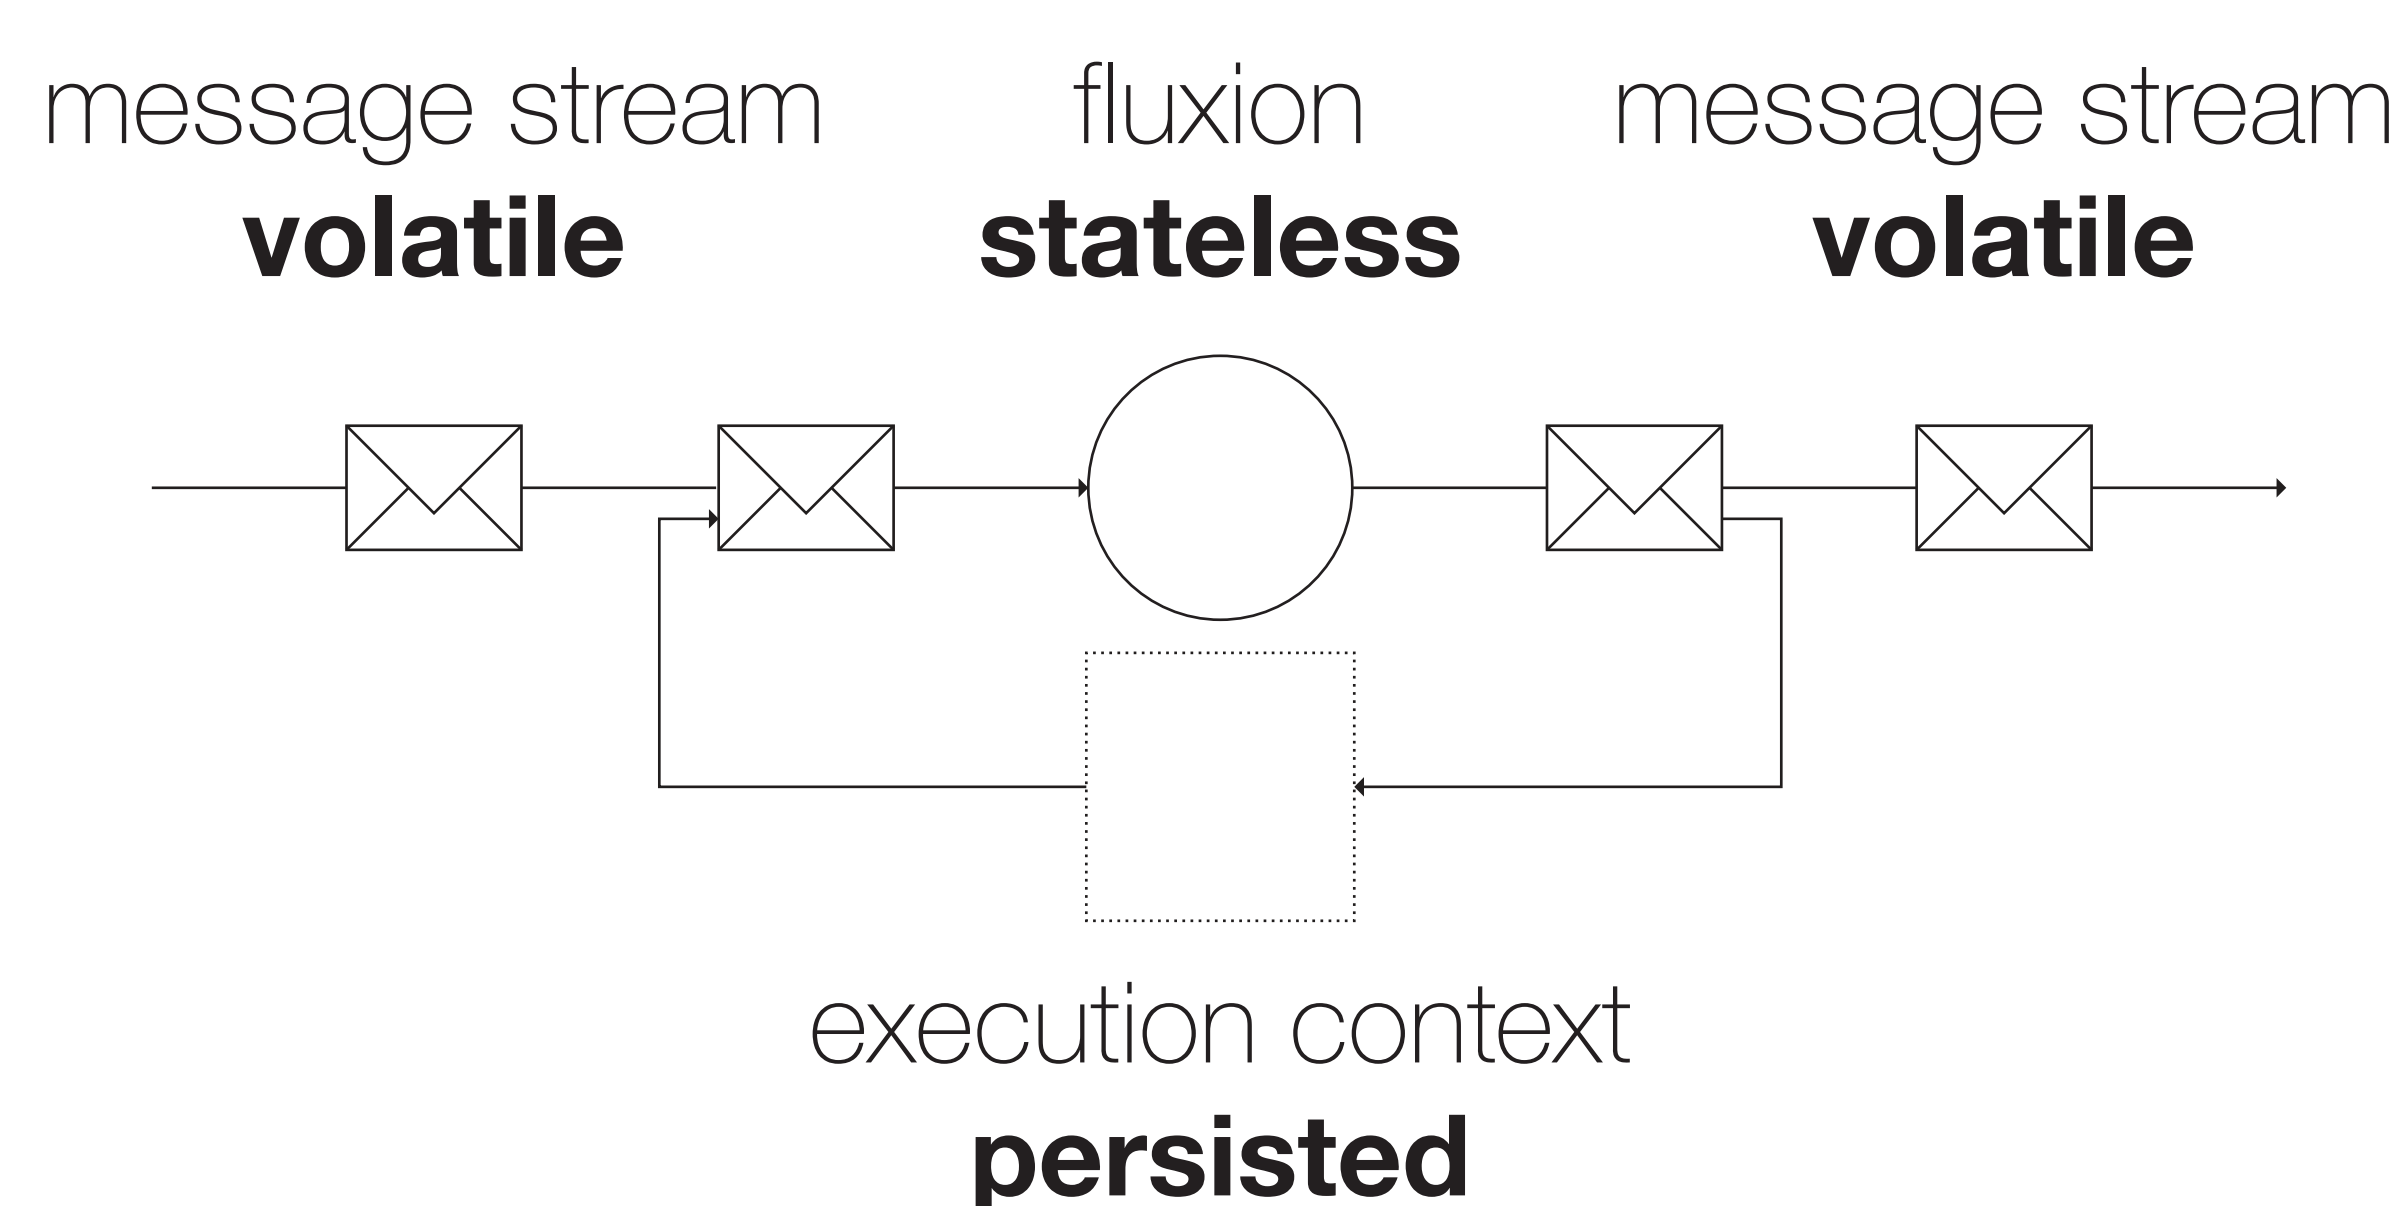 message stream
volatile
fluxion
stateless
message stream
volatile
execution context
persisted